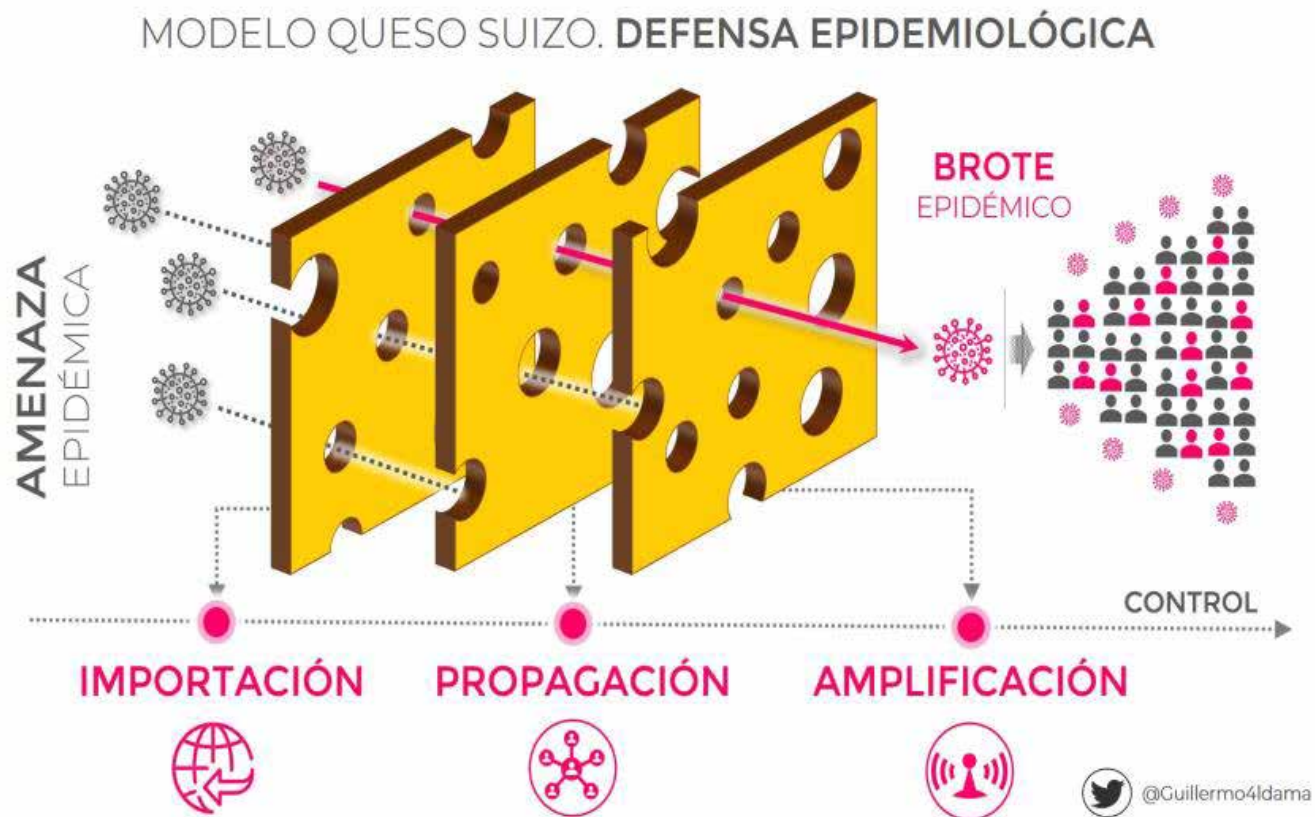 MODELO QUESO SUIZO. DEFENSA EPIDEMIOLÓGICA
AMENAZA
EPIDÉMICA
BROTE
EPIDÉMICO
CONTROL
IMPORTACIÓN
PROPAGACIÓN
AMPLIFICACIÓN
@Guillermo4ldama